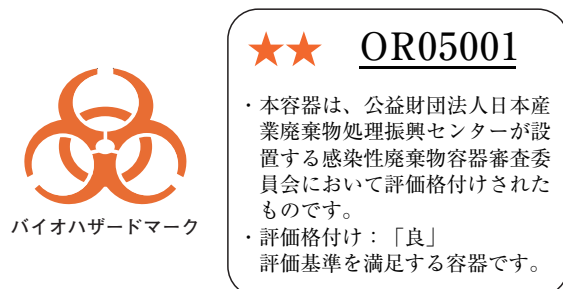 バイオハザードマーク
★★ OR05001
・本容器は、公益財団法人日本産
業廃棄物処理振興センターが設
置する感染性廃棄物容器審査委
員会において評価格付けされた
ものです。
・評価格付け：「良」
評価基準を満足する容器です。